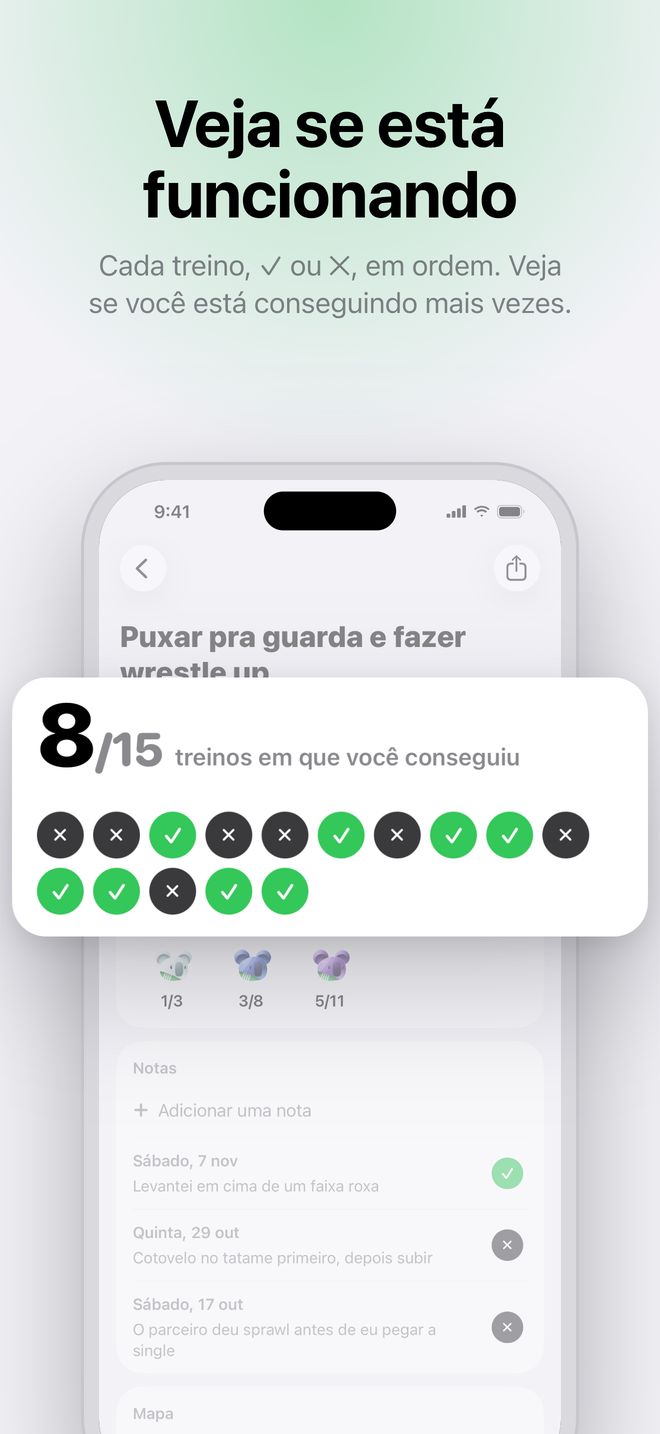 Veja se está
funcionando
Cada treino, ✓ ou ✕, em ordem. Veja
se você está conseguindo mais vezes.
9:41
Puxar pra guarda e fazer
wrestle up
8/15 treinos em que você conseguiu
1/3 3/8 5/11
Notas
+ Adicionar uma nota
Sábado, 7 nov
Levantei em cima de um faixa roxa
Quinta, 29 out
Cotovelo no tatame primeiro, depois subir
Sábado, 17 out
O parceiro deu sprawl antes de eu pegar a
single
Mapa